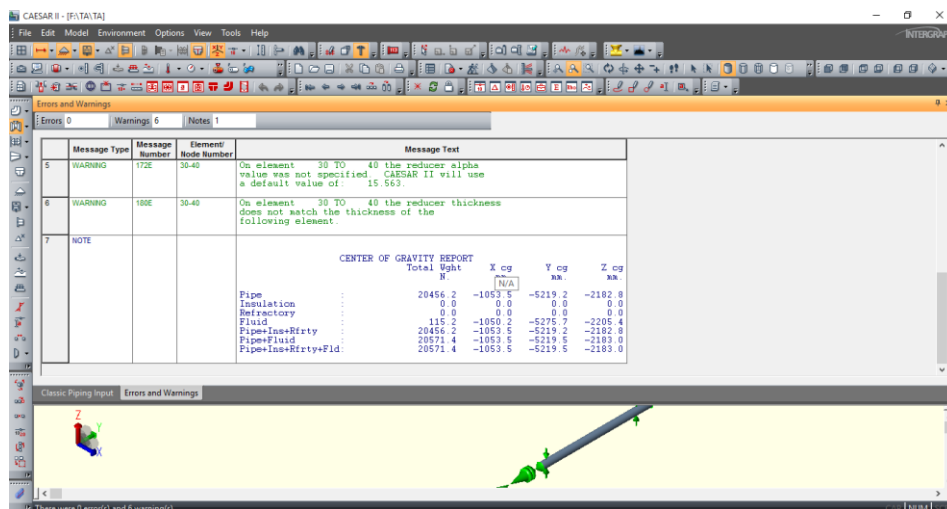 CAESAR II - [F:\TA\TA]
File Edit Model Environment Options View Tools Help
INTERGRAPH
Errors and Warnings
Errors 0 Warnings 6 Notes 1
Message Type Message Number Element/ Node Number Message Text
5 WARNING 172E 30-40 On element 30 TO 40 the reducer alpha
value was not specified. CAESAR II will use
a default value of: 15.563.
6 WARNING 180E 30-40 On element 30 TO 40 the reducer thickness
does not match the thickness of the
following element.
7 NOTE
CENTER OF GRAVITY REPORT
Total Wght X cg Y cg Z cg
N. mm. mm.
N/A
Pipe : 20456.2 -1053.5 -5219.2 -2182.8
Insulation : 0.0 0.0 0.0 0.0
Refractory : 0.0 0.0 0.0 0.0
Fluid : 115.2 -1050.2 -5275.7 -2205.4
Pipe+Ins+Rfrty : 20456.2 -1053.5 -5219.2 -2182.8
Pipe+Fluid : 20571.4 -1053.5 -5219.5 -2183.0
Pipe+Ins+Rfrty+Fld: 20571.4 -1053.5 -5219.5 -2183.0
Classic Piping Input Errors and Warnings
Z
Y
X
There were 0 error(s) and 6 warning(s)
CAP NUM